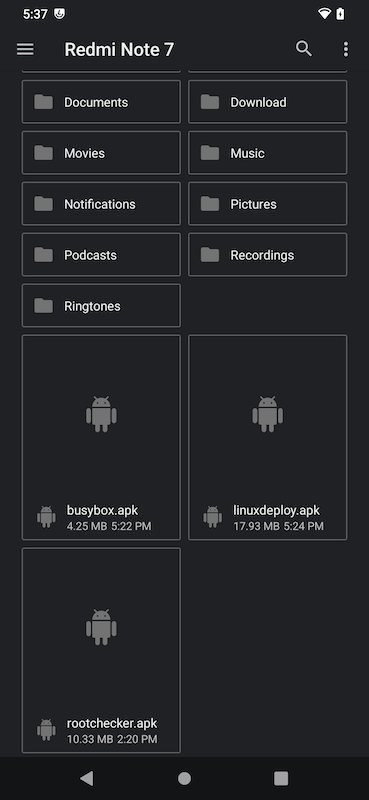 5:37
Redmi Note 7
Documents
Download
Movies
Music
Notifications
Pictures
Podcasts
Recordings
Ringtones
busybox.apk
4.25 MB 5:22 PM
linuxdeploy.apk
17.93 MB 5:24 PM
rootchecker.apk
10.33 MB 2:20 PM